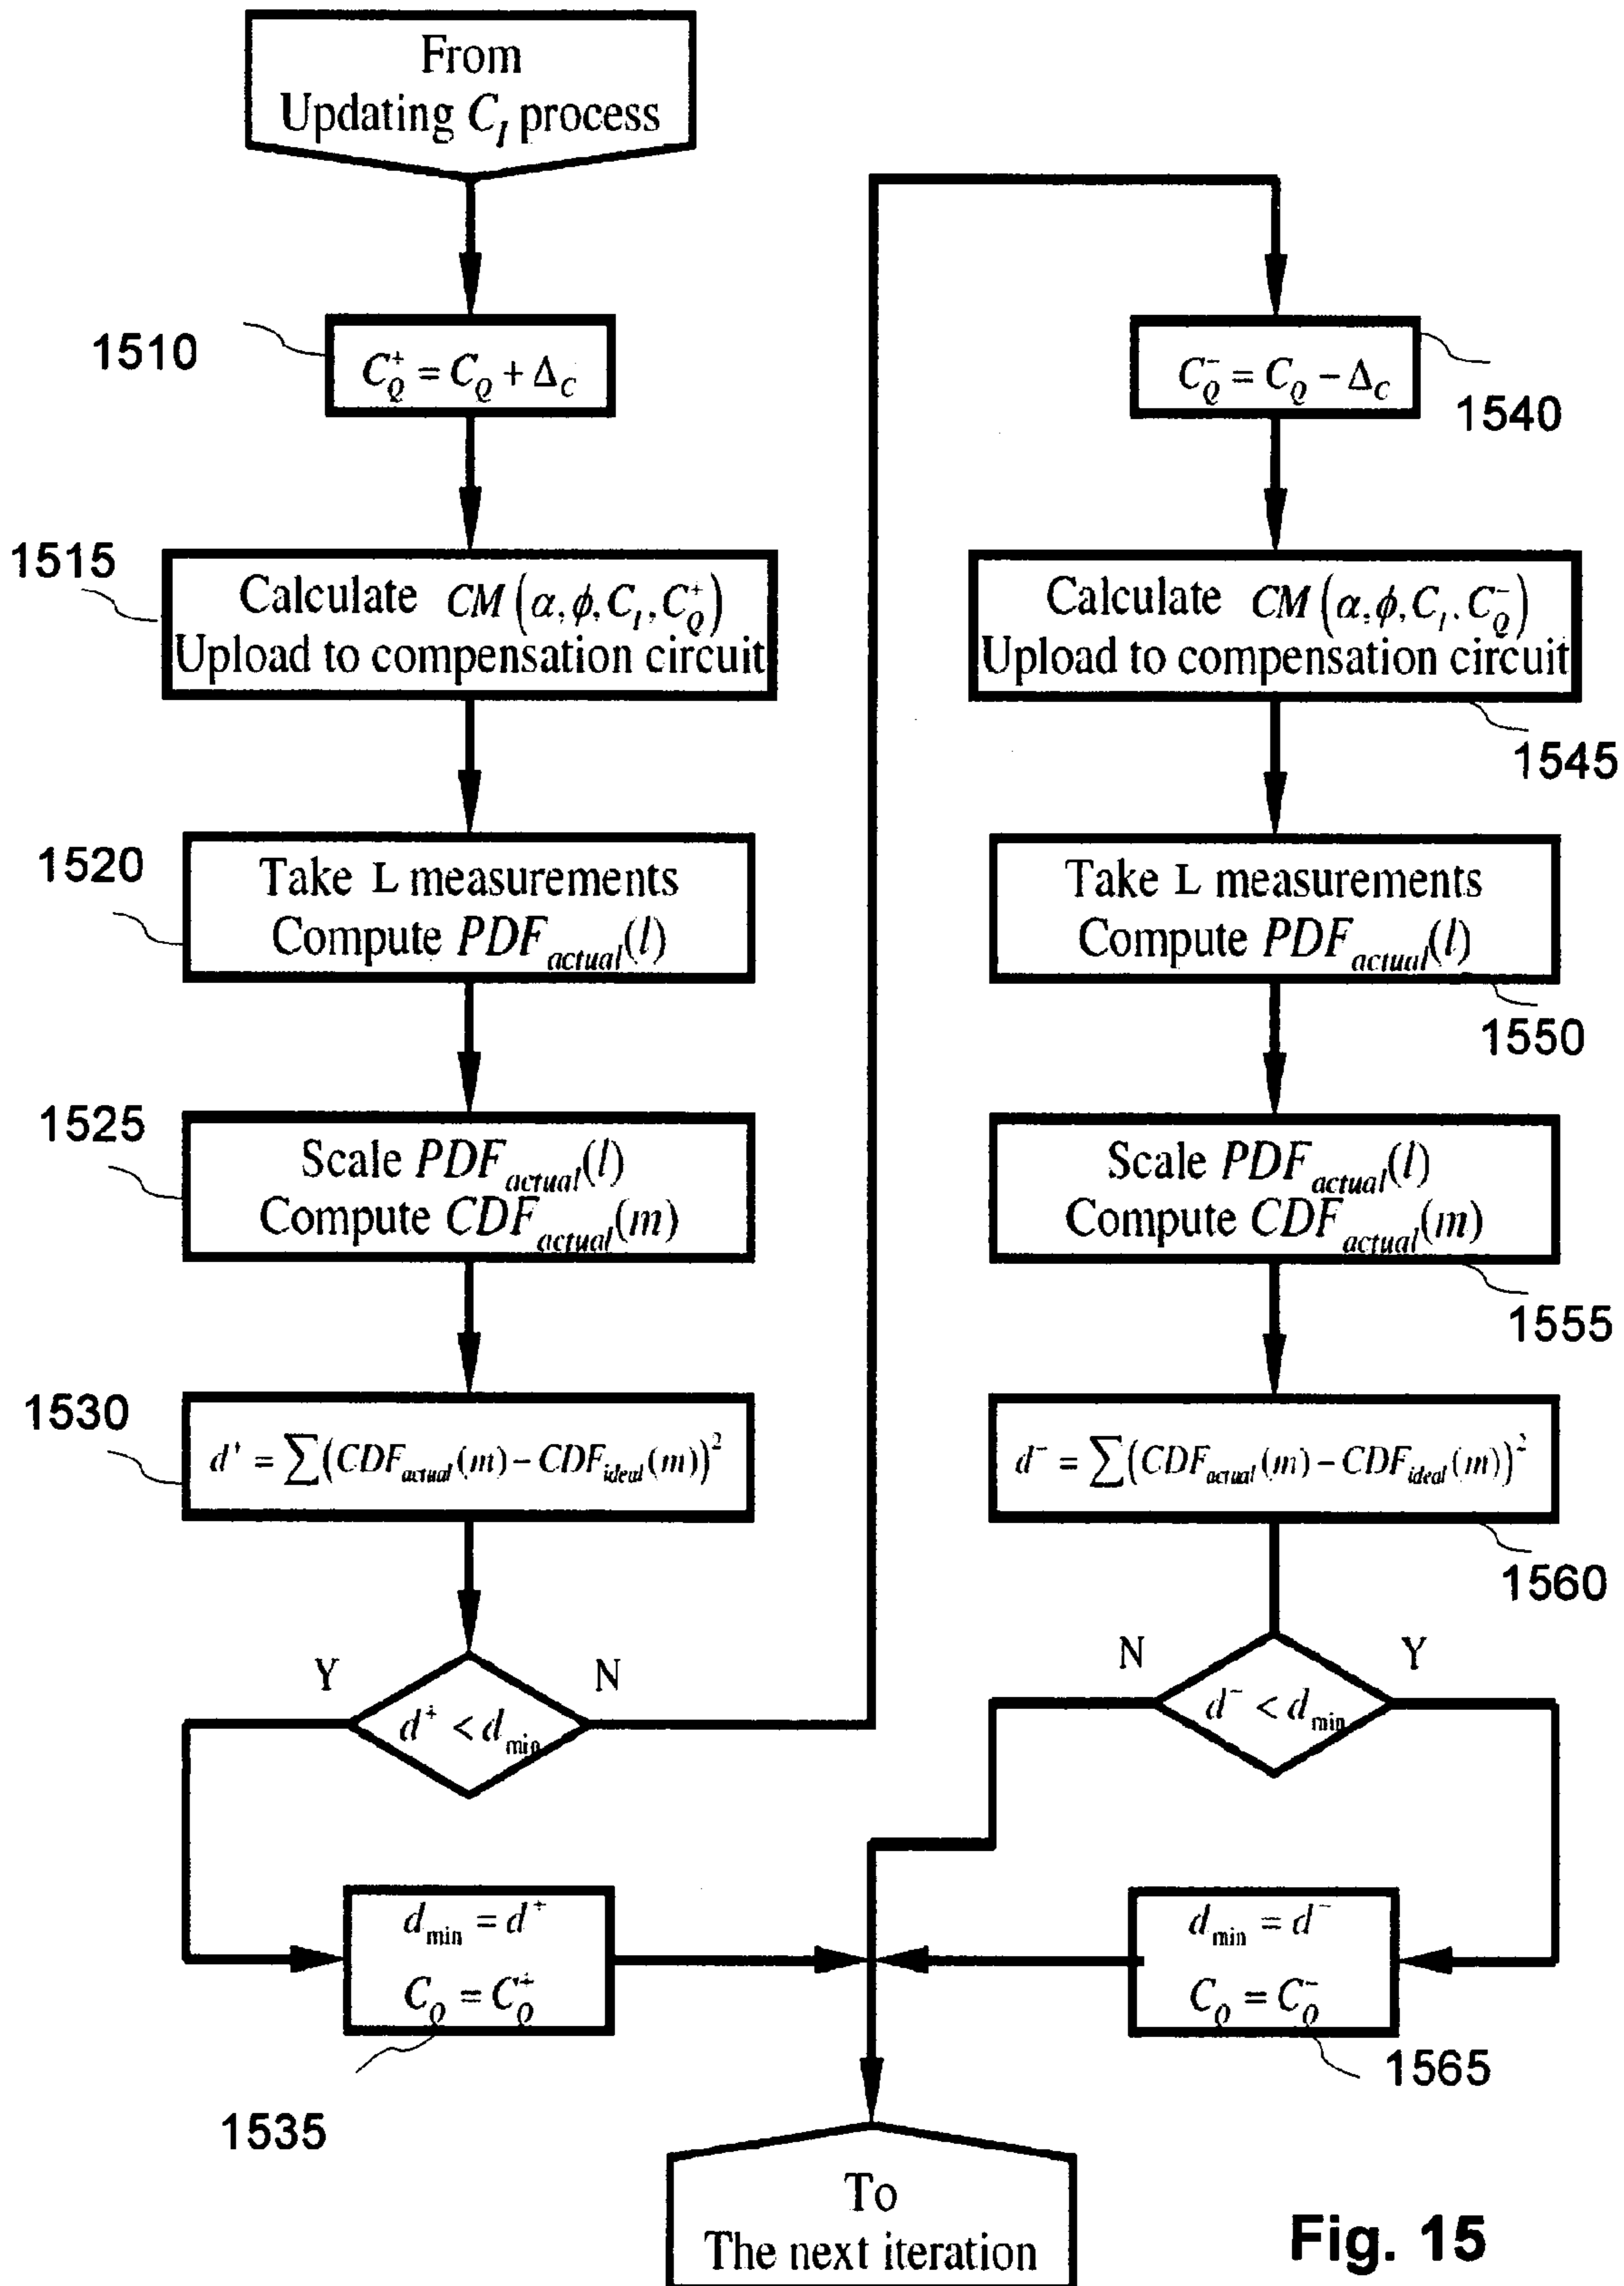 From
Updating C_I process
1510
C_Q^+ = C_Q + Δ_C
1515
Calculate CM(α, ϕ, C_I, C_Q^+)
Upload to compensation circuit
1520
Take L measurements
Compute PDF_actual(l)
1525
Scale PDF_actual(l)
Compute CDF_actual(m)
1530
d^+ = ∑(CDF_actual(m) − CDF_ideal(m))^2
Y
N
d^+ < d_min
d_min = d^+
C_Q = C_Q^+
1535
C_Q^- = C_Q − Δ_C
1540
Calculate CM(α, ϕ, C_I, C_Q^-)
Upload to compensation circuit
1545
Take L measurements
Compute PDF_actual(l)
1550
Scale PDF_actual(l)
Compute CDF_actual(m)
1555
d^- = ∑(CDF_actual(m) − CDF_ideal(m))^2
1560
N
Y
d^- < d_min
d_min = d^-
C_Q = C_Q^-
1565
To
The next iteration
Fig. 15